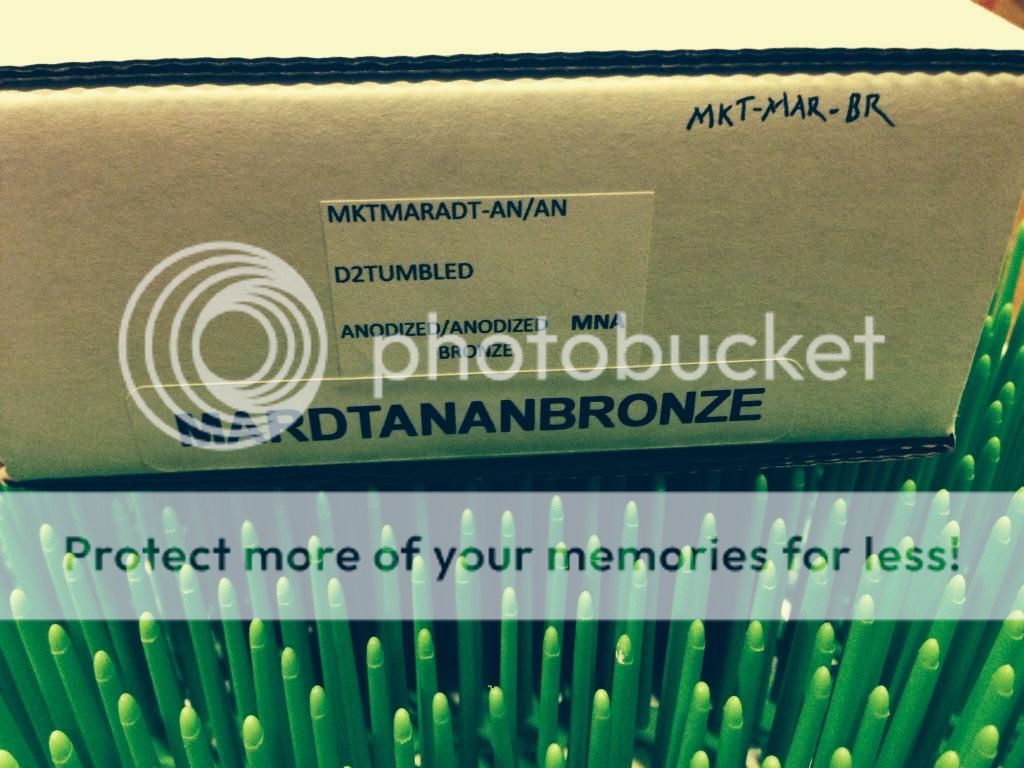 MKT-MAR-BR
MKTMARADT-AN/AN
D2TUMBLED
ANODIZED/ANODIZED MNA
BRONZE
photobucket
MARDTANANBRONZE
Protect more of your memories for less!